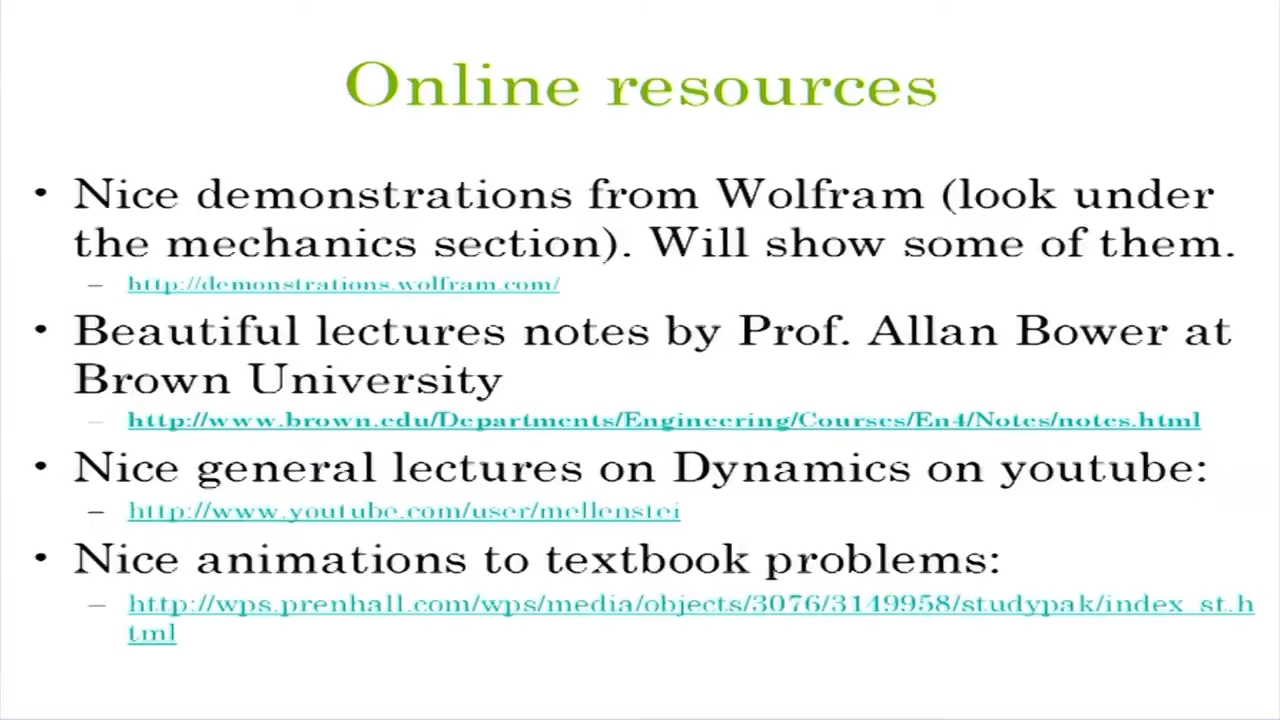 Online resources
• Nice demonstrations from Wolfram (look under
the mechanics section). Will show some of them.
– http://demonstrations.wolfram.com/
• Beautiful lectures notes by Prof. Allan Bower at
Brown University
– http://www.brown.edu/Departments/Engineering/Courses/En4/Notes/notes.html
• Nice general lectures on Dynamics on youtube:
– http://www.youtube.com/user/mellenstei
• Nice animations to textbook problems:
– http://wps.prenhall.com/wps/media/objects/3076/3149958/studypak/index_st.h
tml